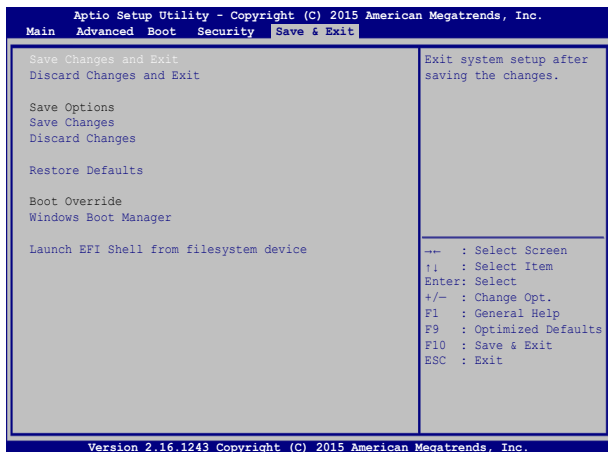 Aptio Setup Utility - Copyright (C) 2015 American Megatrends, Inc.
Main Advanced Boot Security Save & Exit
Save Changes and Exit
Discard Changes and Exit
Save Options
Save Changes
Discard Changes
Restore Defaults
Boot Override
Windows Boot Manager
Launch EFI Shell from filesystem device
Exit system setup after
saving the changes.
→← : Select Screen
↑↓ : Select Item
Enter: Select
+/— : Change Opt.
F1 : General Help
F9 : Optimized Defaults
F10 : Save & Exit
ESC : Exit
Version 2.16.1243 Copyright (C) 2015 American Megatrends, Inc.